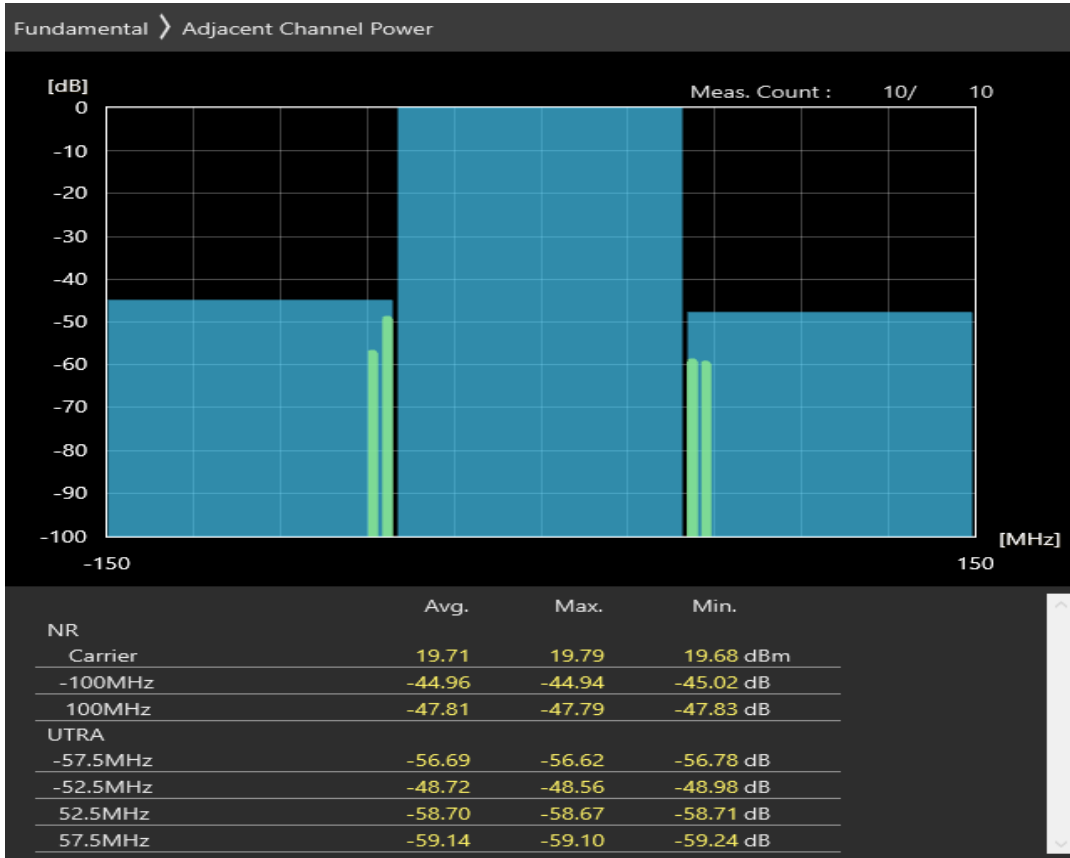 Fundamental 〉 Adjacent Channel Power
[dB]
Meas. Count : 10/ 10
0
-10
-20
-30
-40
-50
-60
-70
-80
-90
-100
[MHz]
-150 150
Avg. Max. Min.
NR
Carrier 19.71 19.79 19.68 dBm
-100MHz -44.96 -44.94 -45.02 dB
100MHz -47.81 -47.79 -47.83 dB
UTRA
-57.5MHz -56.69 -56.62 -56.78 dB
-52.5MHz -48.72 -48.56 -48.98 dB
52.5MHz -58.70 -58.67 -58.71 dB
57.5MHz -59.14 -59.10 -59.24 dB